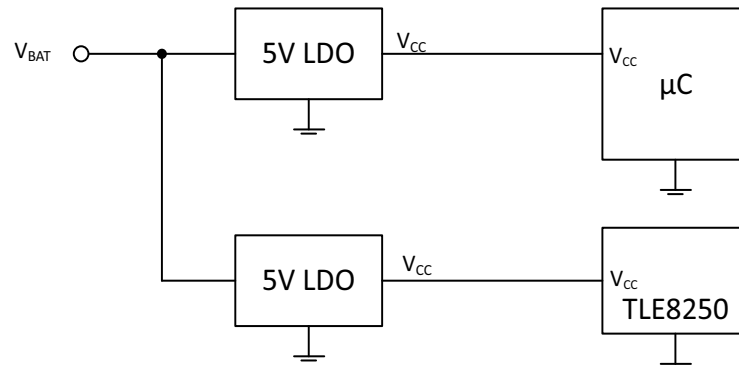 V_BAT
5V LDO
V_CC
V_CC
µC
5V LDO
V_CC
V_CC
TLE8250